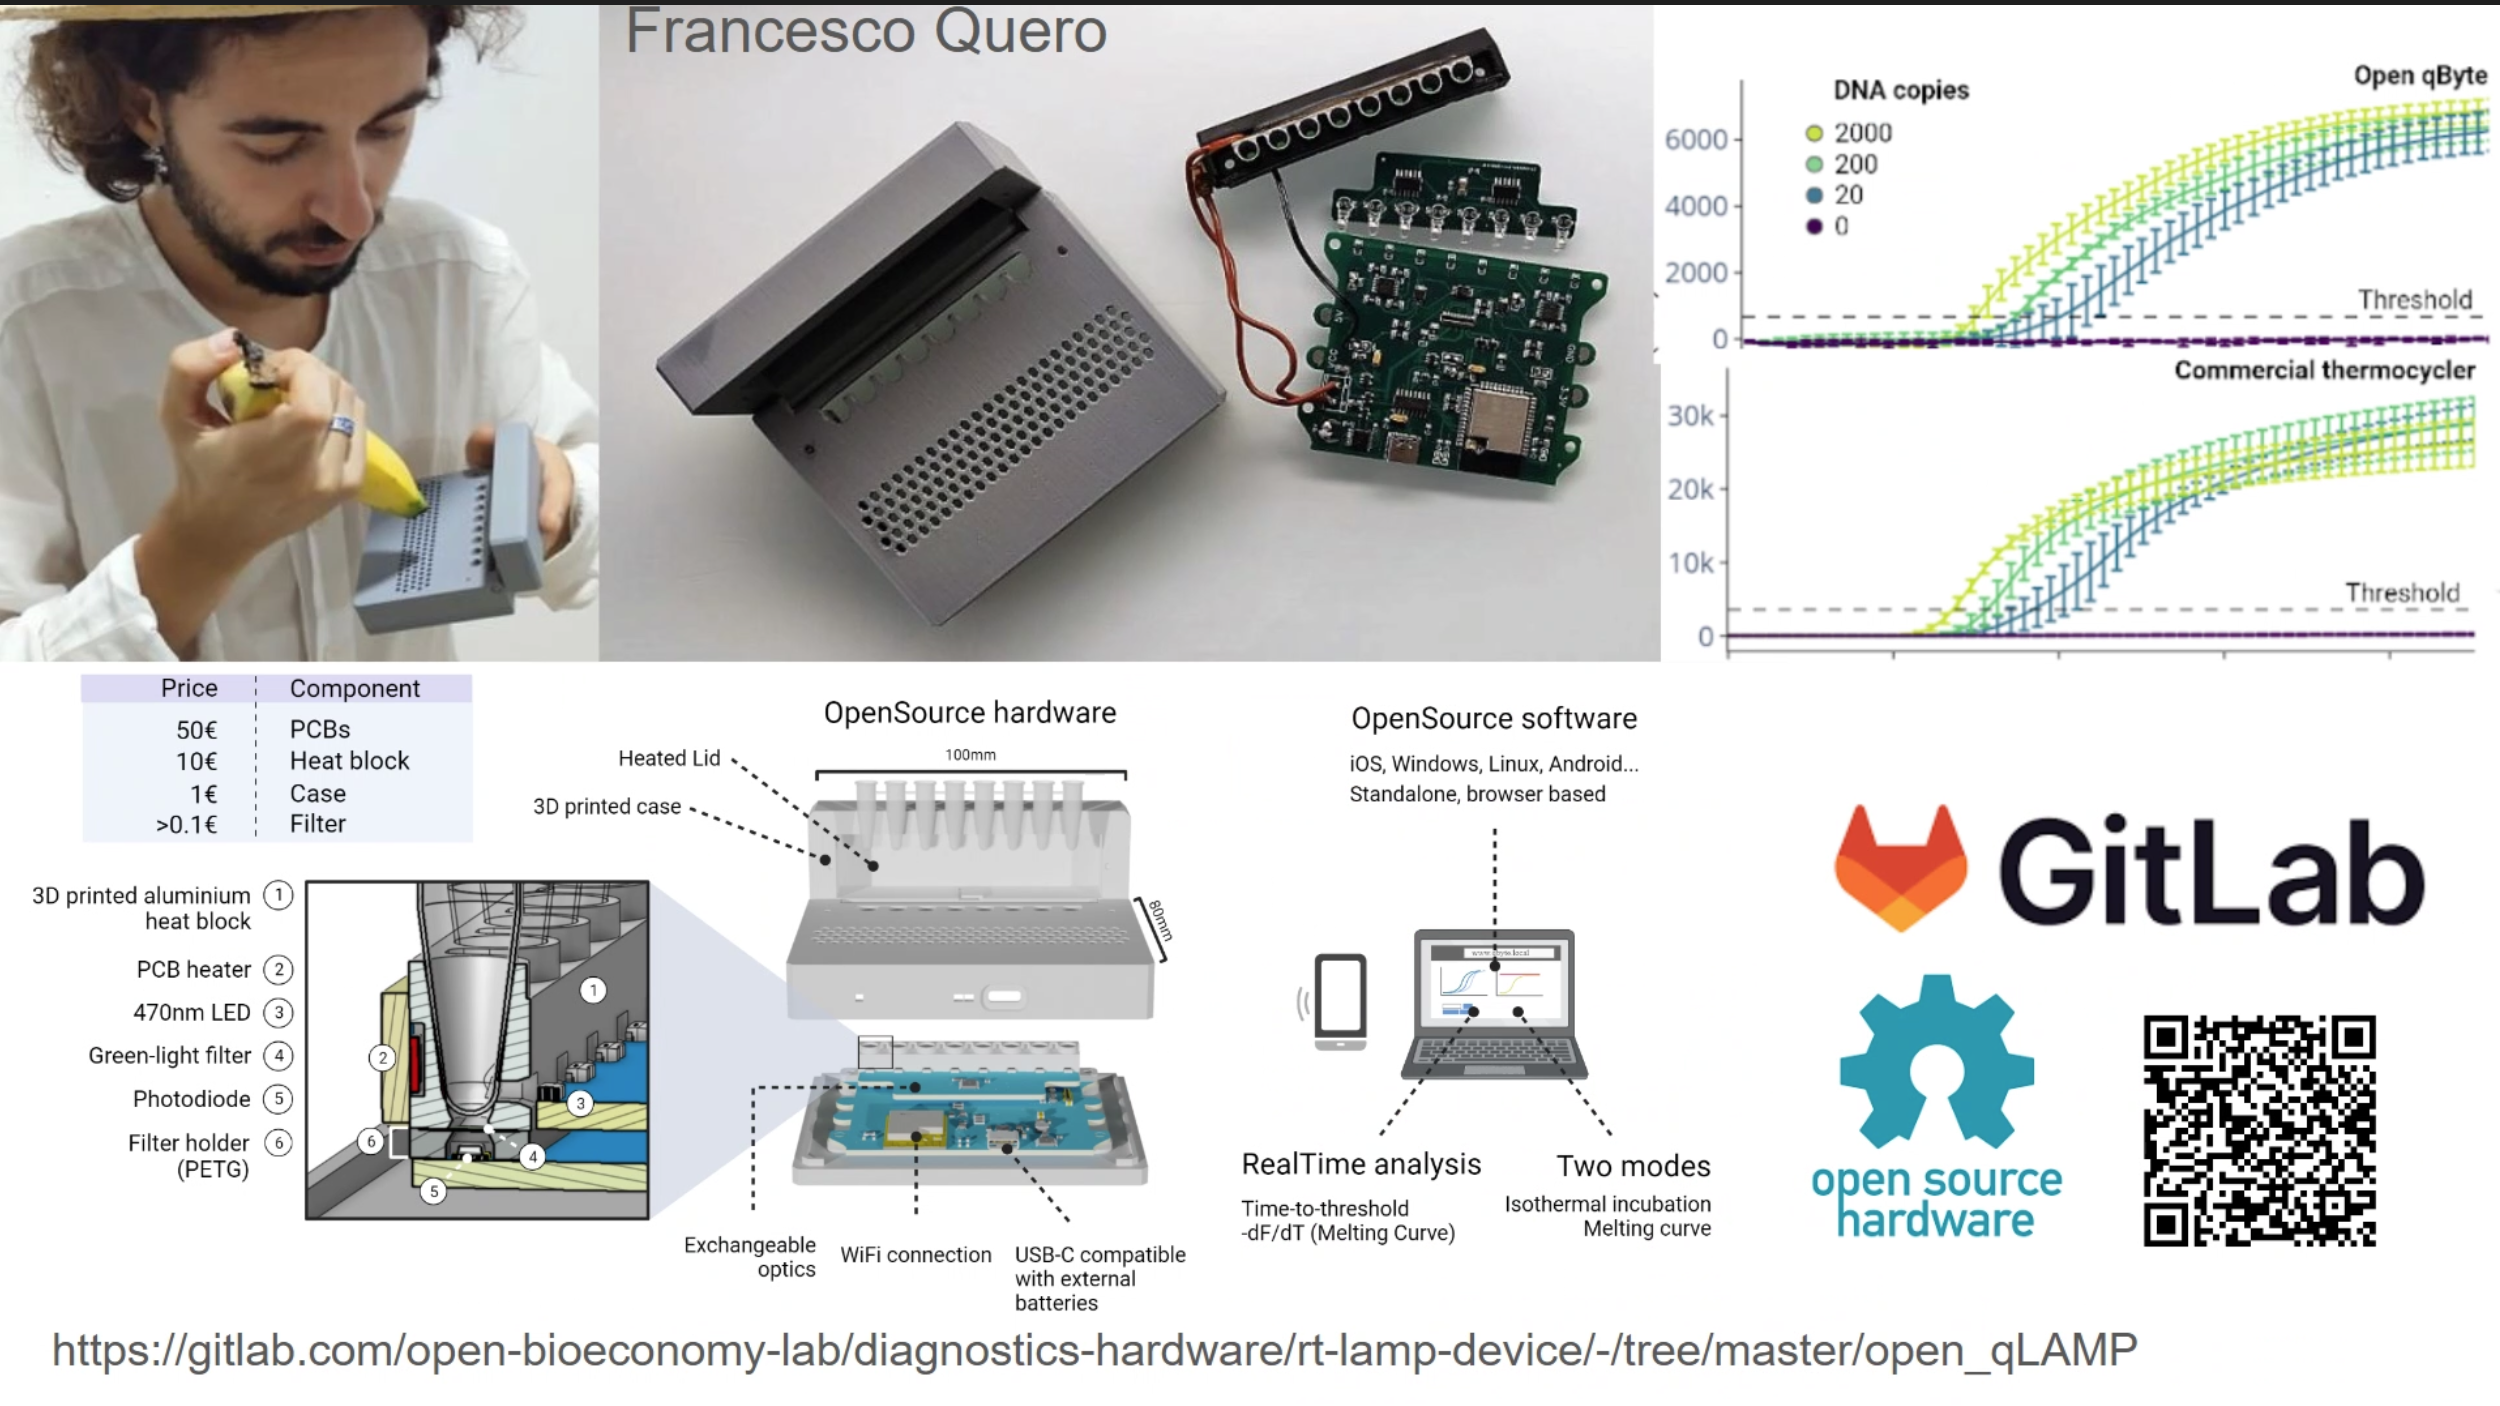 Francesco Quero
Open qByte
DNA copies
2000
200
20
0
6000
4000
2000
0
Threshold
Commercial thermocycler
30k
20k
10k
0
Threshold
Price Component
50€ PCBs
10€ Heat block
1€ Case
>0.1€ Filter
3D printed aluminium
heat block
1
PCB heater 2
470nm LED 3
Green-light filter 4
Photodiode 5
Filter holder 6
(PETG)
1
2
3
4
5
6
OpenSource hardware
100mm
Heated Lid
3D printed case
80mm
Exchangeable
optics
WiFi connection
USB-C compatible
with external
batteries
OpenSource software
iOS, Windows, Linux, Android...
Standalone, browser based
RealTime analysis
Time-to-threshold
-dF/dT (Melting Curve)
Two modes
Isothermal incubation
Melting curve
GitLab
open source
hardware
https://gitlab.com/open-bioeconomy-lab/diagnostics-hardware/rt-lamp-device/-/tree/master/open_qLAMP